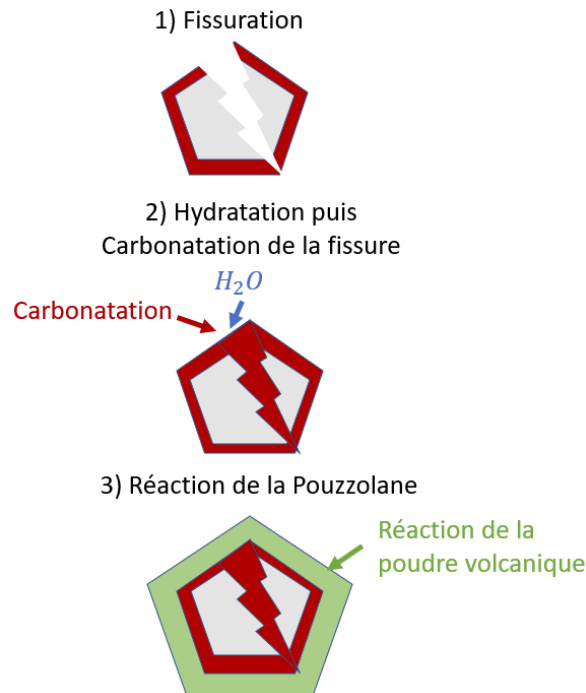 1) Fissuration
2) Hydratation puis
Carbonatation de la fissure
H₂O
Carbonatation
3) Réaction de la Pouzzolane
Réaction de la
poudre volcanique